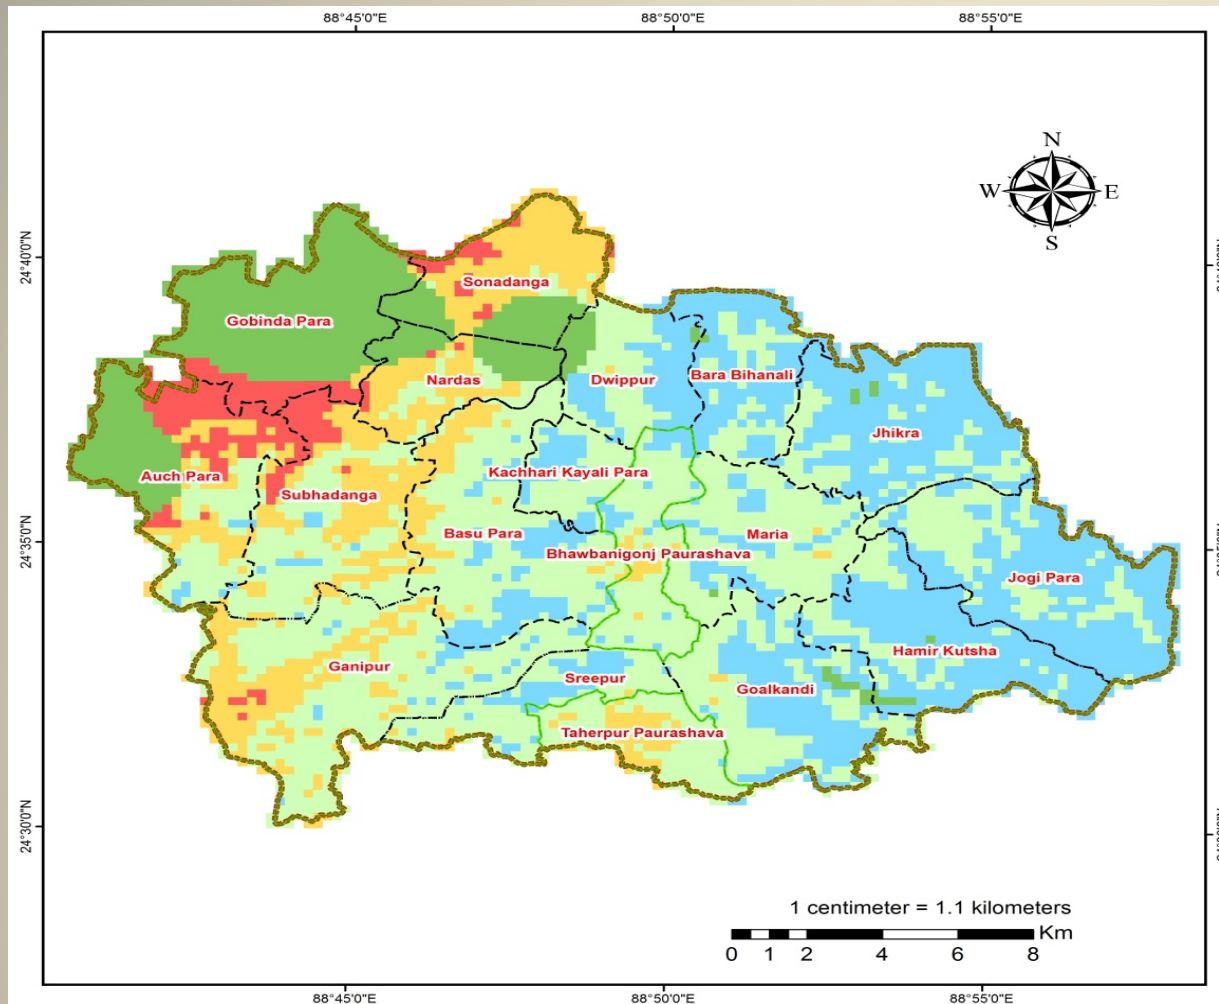 88°45'0"E 88°50'0"E 88°55'0"E
N
W E
S
24°40'0"N
Sonadanga
Gobinda Para
Nardas Dwippur Bara Bihanali
Jhikra
Auch Para Kachhari Kayali Para
Subhadanga
Basu Para Maria
24°35'0"N
Bhawbanigonj Paurashava
Jogi Para
Hamir Kutsha
Ganipur
Sreepur Goalkandi
Taherpur Paurashava
24°30'0"N
1 centimeter = 1.1 kilometers
Km
0 1 2 4 6 8
88°45'0"E 88°50'0"E 88°55'0"E